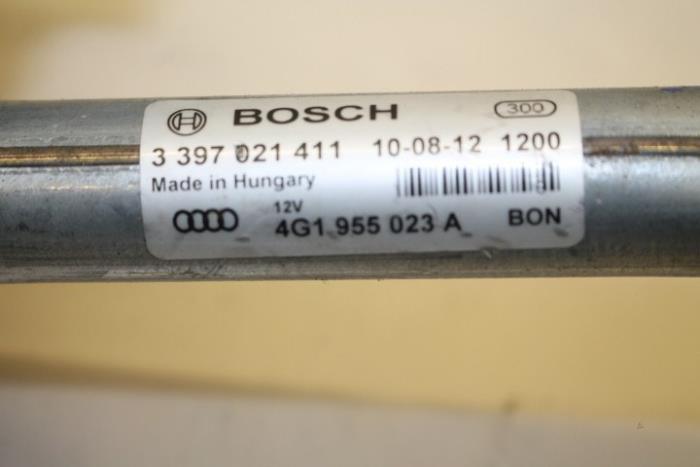 BOSCH 300
3 397 021 411 10-08-12 1200
Made in Hungary
12V
4G1 955 023 A BON